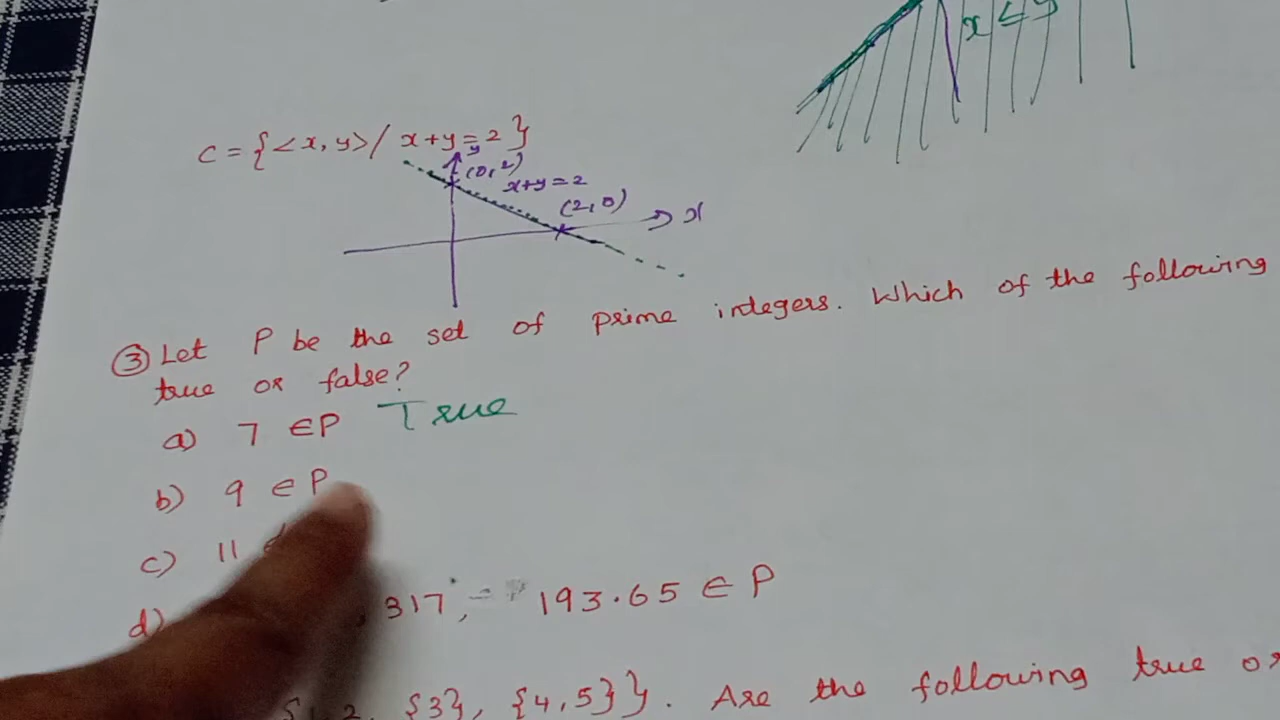 x ≤ y
C = {<x, y> / x+y=2}
y
(0, 2)
x+y=2
(2, 0)
x
③ Let P be the set of prime integers. Which of the following
true or false?
a) 7 ∈ P True
b) 9 ∈ P
c) 11
d) 317, 193.65 ∈ P
{3}, {4,5}}. Are the following true or